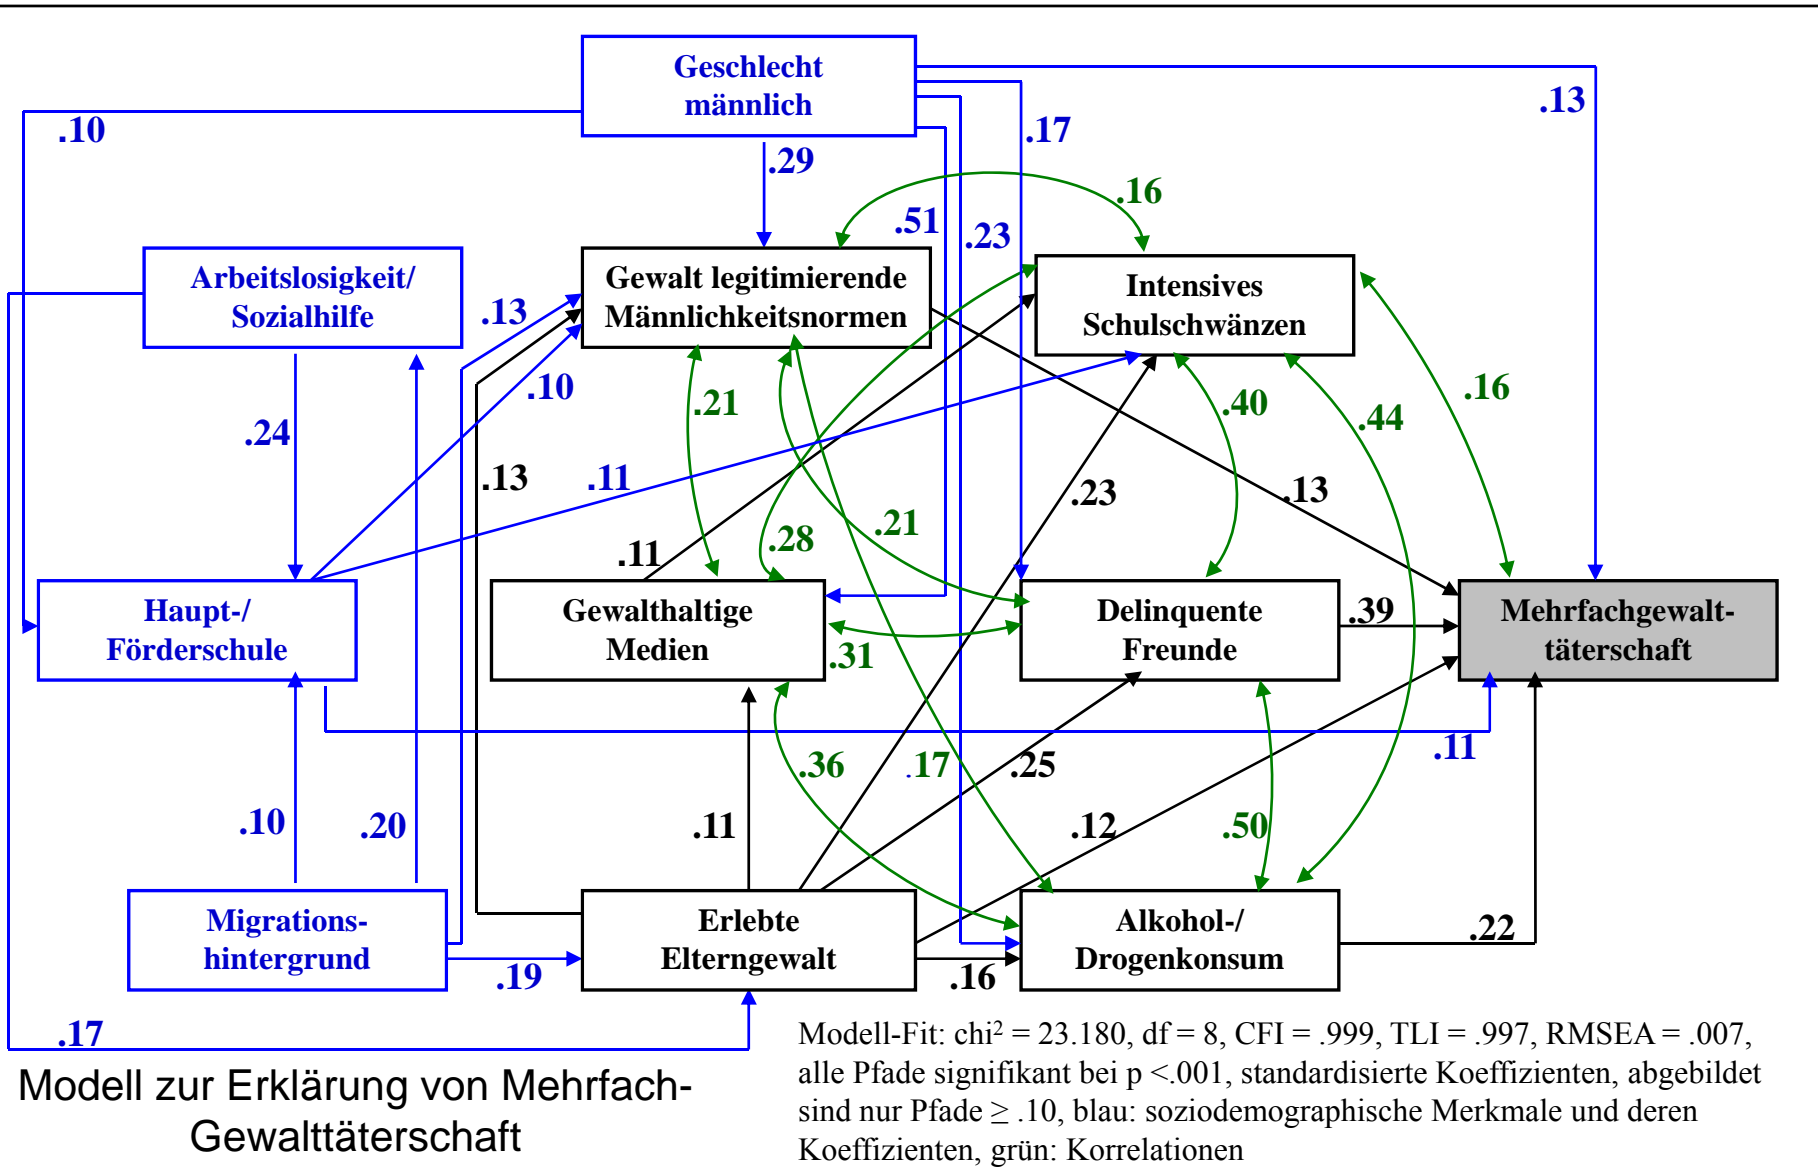 Geschlecht
männlich
.10
.13
.17
.29
.16
.51
.23
Arbeitslosigkeit/
Sozialhilfe
.13
Gewalt legitimierende
Männlichkeitsnormen
Intensives
Schulschwänzen
.10
.21
.40
.44
.16
.24
.13
.11
.23
.13
.21
.28
.11
Haupt-/
Förderschule
Gewalthaltige
Medien
.31
Delinquente
Freunde
.39
Mehrfachgewalt-
täterschaft
.11
.36
.17
.25
.10
.20
.11
.12
.50
Migrations-
hintergrund
.19
Erlebte
Elterngewalt
.16
Alkohol-/
Drogenkonsum
.22
.17
Modell-Fit: chi² = 23.180, df = 8, CFI = .999, TLI = .997, RMSEA = .007,
alle Pfade signifikant bei p <.001, standardisierte Koeffizienten, abgebildet
sind nur Pfade ≥ .10, blau: soziodemographische Merkmale und deren
Koeffizienten, grün: Korrelationen
Modell zur Erklärung von Mehrfach-
Gewalttäterschaft